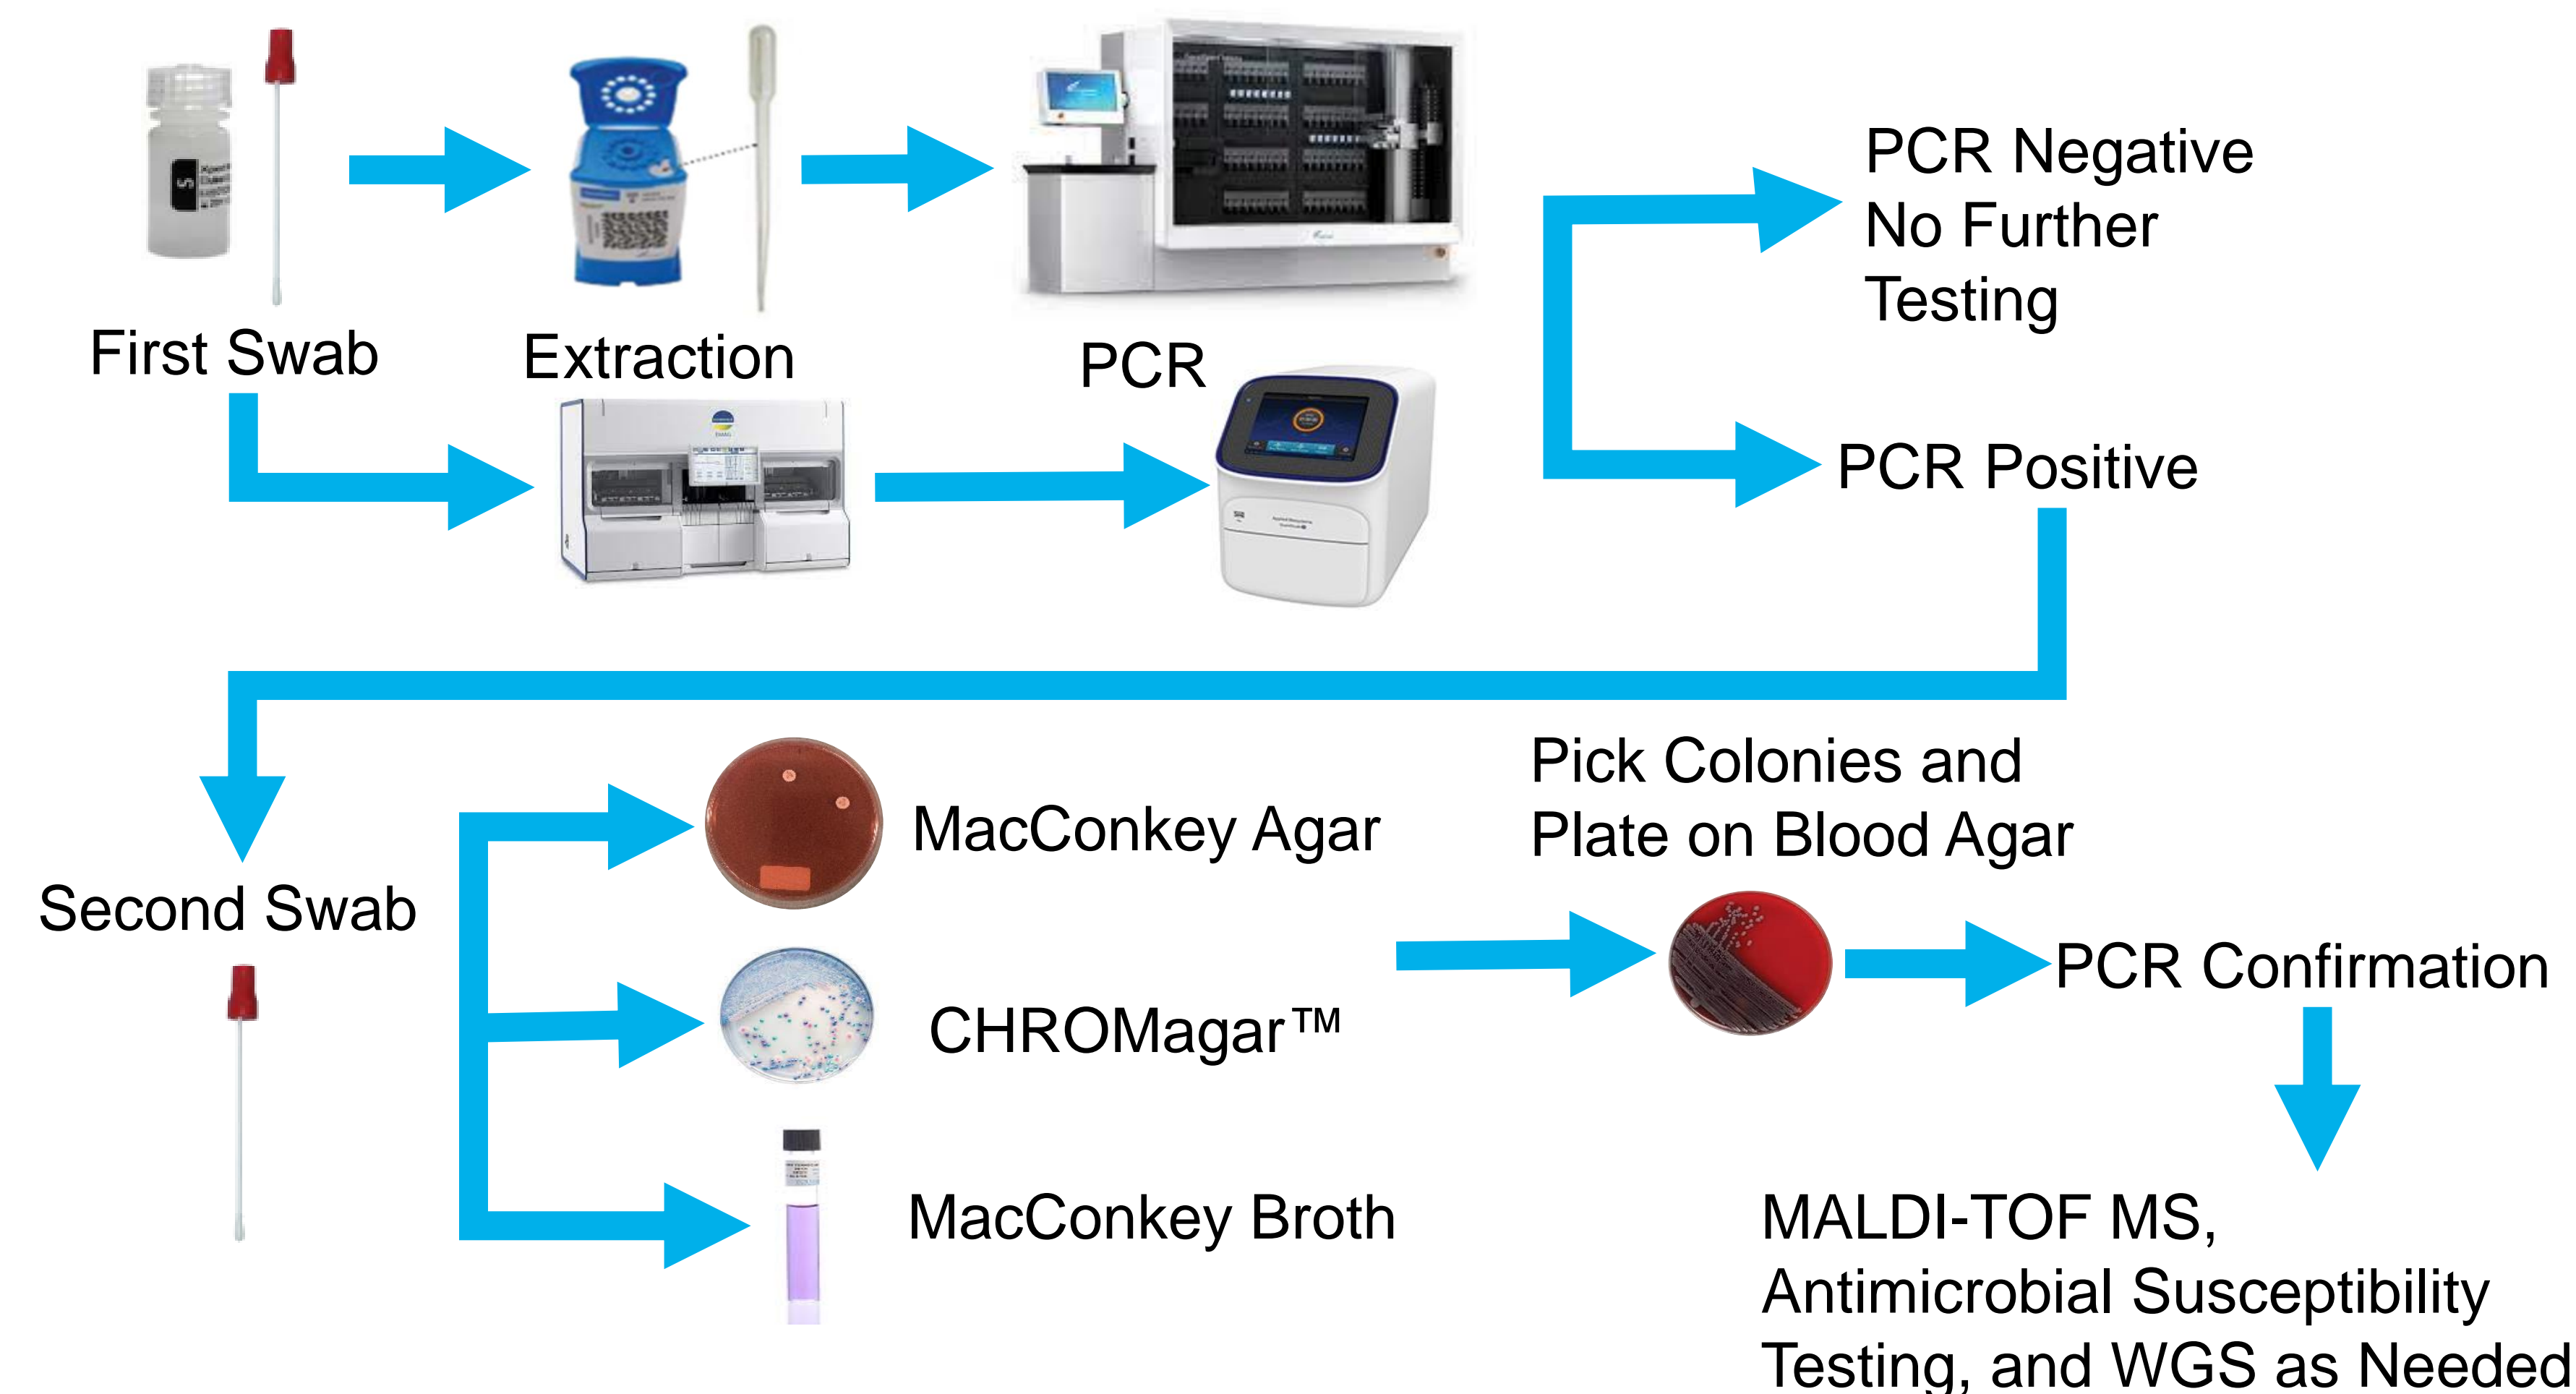 First Swab
Extraction
PCR
PCR Negative
No Further
Testing
PCR Positive
Second Swab
MacConkey Agar
CHROMagar™
MacConkey Broth
Pick Colonies and
Plate on Blood Agar
PCR Confirmation
MALDI-TOF MS,
Antimicrobial Susceptibility
Testing, and WGS as Needed